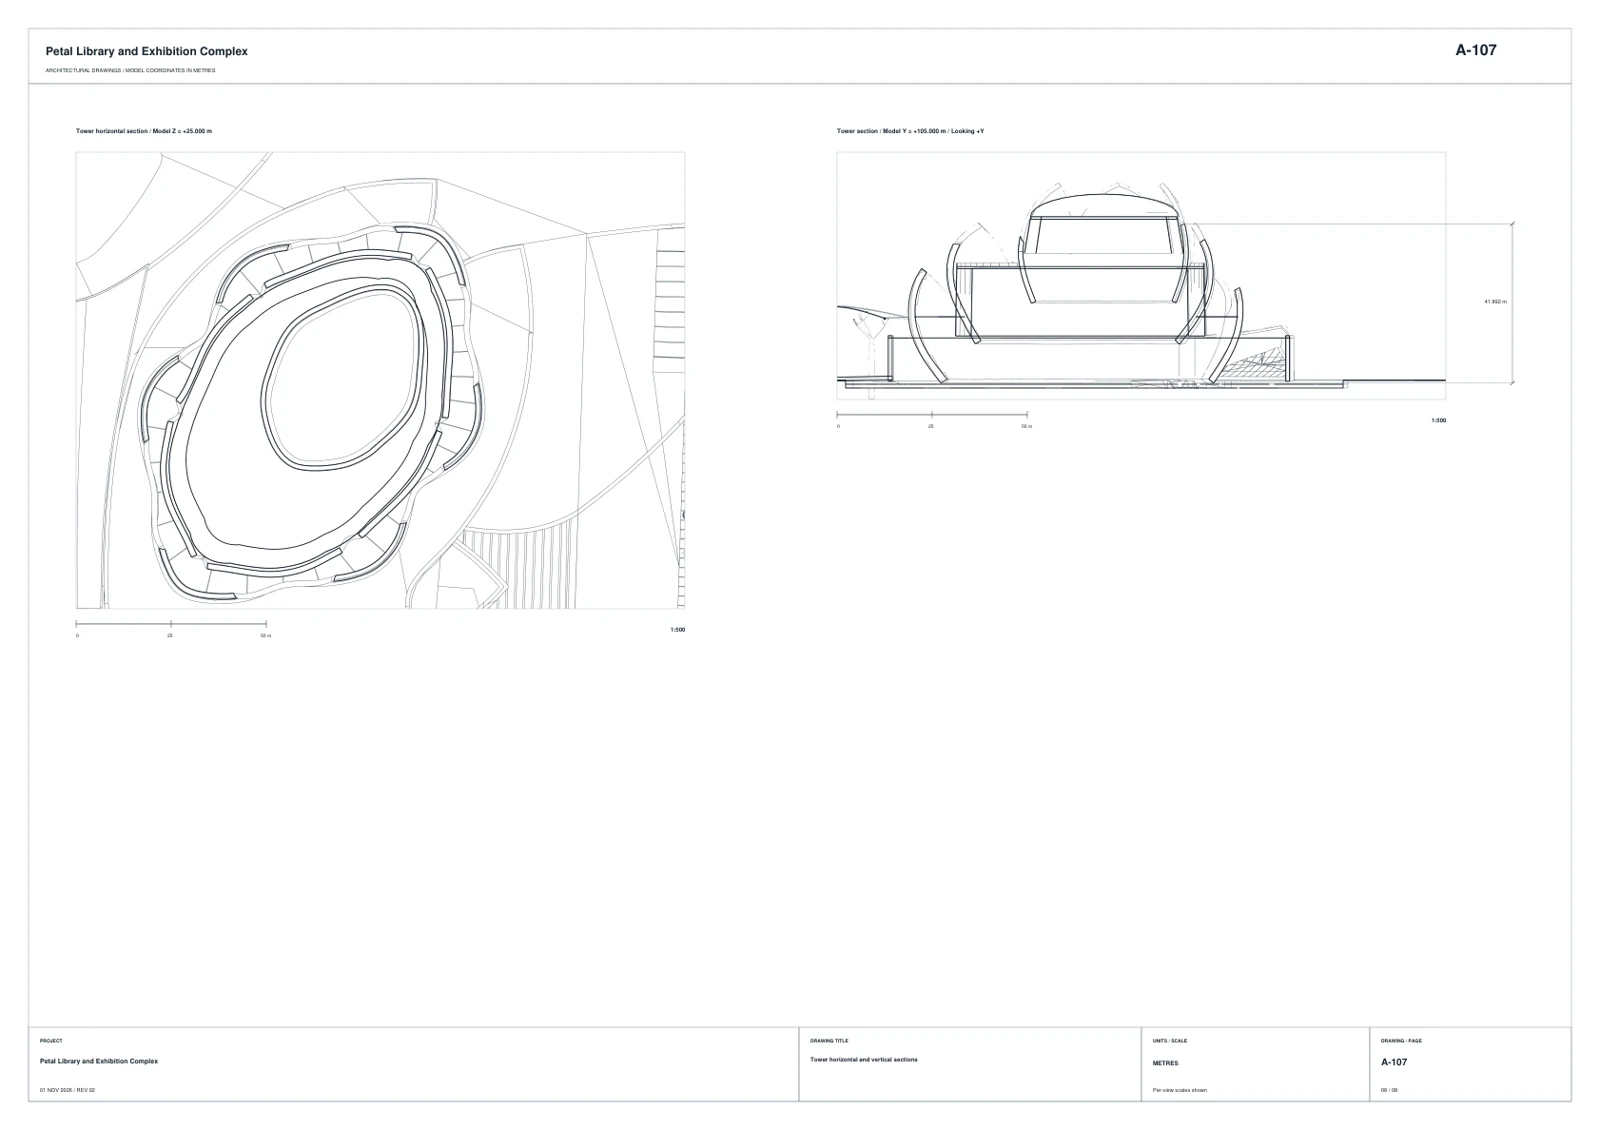 Petal Library and Exhibition Complex
A-107
ARCHITECTURAL DRAWINGS / MODEL COORDINATES IN METRES
Tower horizontal section / Model Z = +25.000 m
Tower section / Model Y = +105.000 m / Looking +Y
0 25 50 m
1:500
0 25 50 m
1:500
PROJECT
Petal Library and Exhibition Complex
01 NOV 2025 / REV 02
DRAWING TITLE
Tower horizontal and vertical sections
UNITS / SCALE
METRES
Per-view scales shown
DRAWING / PAGE
A-107
08 / 08